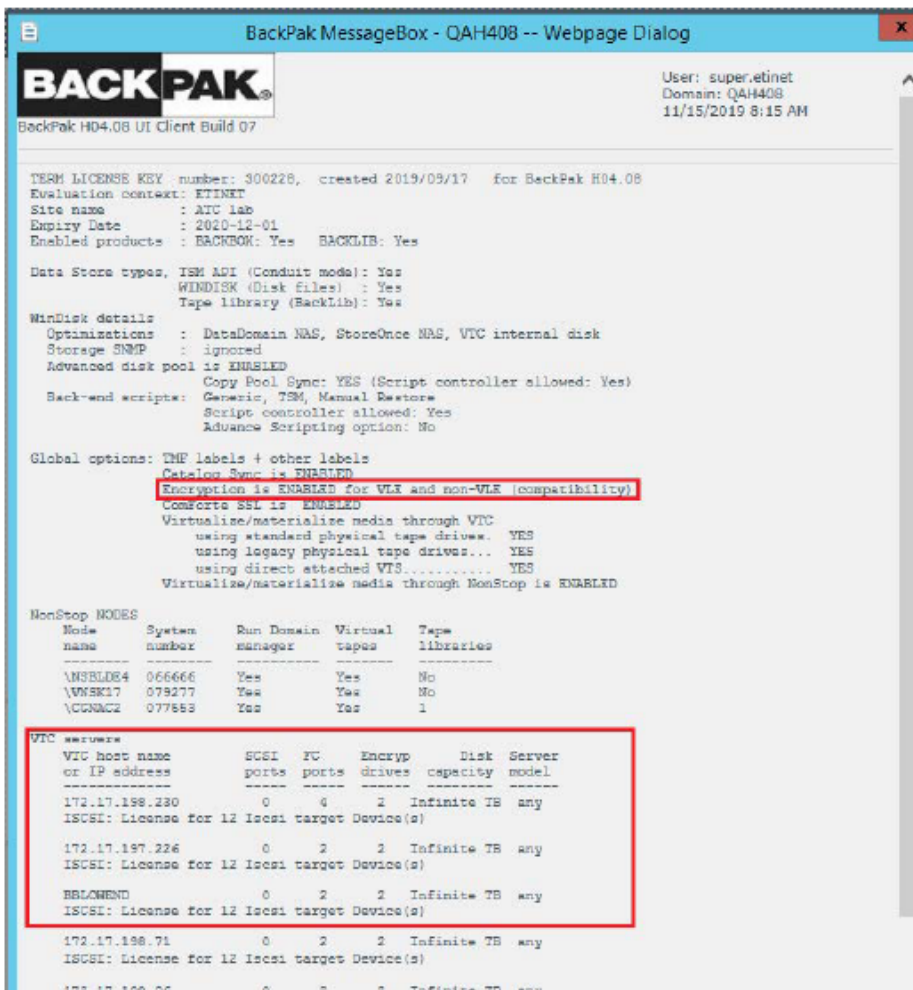 BackPak MessageBox - QAH408 -- Webpage Dialog
x
BACKPAK®
User: super.etinet
Domain: QAH408
11/15/2019 8:15 AM
BackPak H04.08 UI Client Build 07
TERM LICENSE KEY number: 300228, created 2019/09/17 for BackPak H04.08
Evaluation context: ETINET
Site name : ATC lab
Expiry Date : 2020-12-01
Enabled products : BACKBOX: Yes BACKLIB: Yes
Data Store types, TSM API (Conduit mode): Yes
WINDISK (Disk files) : Yes
Tape library (BackLib): Yes
WinDisk details
Optimizations : DataDomain NAS, StoreOnce NAS, VTC internal disk
Storage SNMP : ignored
Advanced disk pool is ENABLED
Copy Pool Sync: YES (Script controller allowed: Yes)
Back-end scripts: Generic, TSM, Manual Restore
Script controller allowed: Yes
Advance Scripting option: No
Global options: TMF labels + other labels
Catalog Sync is ENABLED
Encryption is ENABLED for VLE and non-VLE (compatibility)
Comforte SSL is ENABLED
Virtualize/materialize media through VTC
using standard physical tape drives. YES
using legacy physical tape drives... YES
using direct attached VTS........... YES
Virtualize/materialize media through NonStop is ENABLED
NonStop NODES
Node System Run Domain Virtual Tape
name number manager tapes libraries
\NSBLDE4 066666 Yes Yes No
\VNSK17 079277 Yes Yes No
\CGNAC2 077653 Yes Yes 1
VTC servers
VTC host name SCSI FC Encryp Disk Server
or IP address ports ports drives capacity model
172.17.198.230 0 4 2 Infinite TB any
ISCSI: License for 12 Iscsi target Device(s)
172.17.197.226 0 2 2 Infinite TB any
ISCSI: License for 12 Iscsi target Device(s)
BBLOWEND 0 2 2 Infinite TB any
ISCSI: License for 12 Iscsi target Device(s)
172.17.198.71 0 2 2 Infinite TB any
ISCSI: License for 12 Iscsi target Device(s)